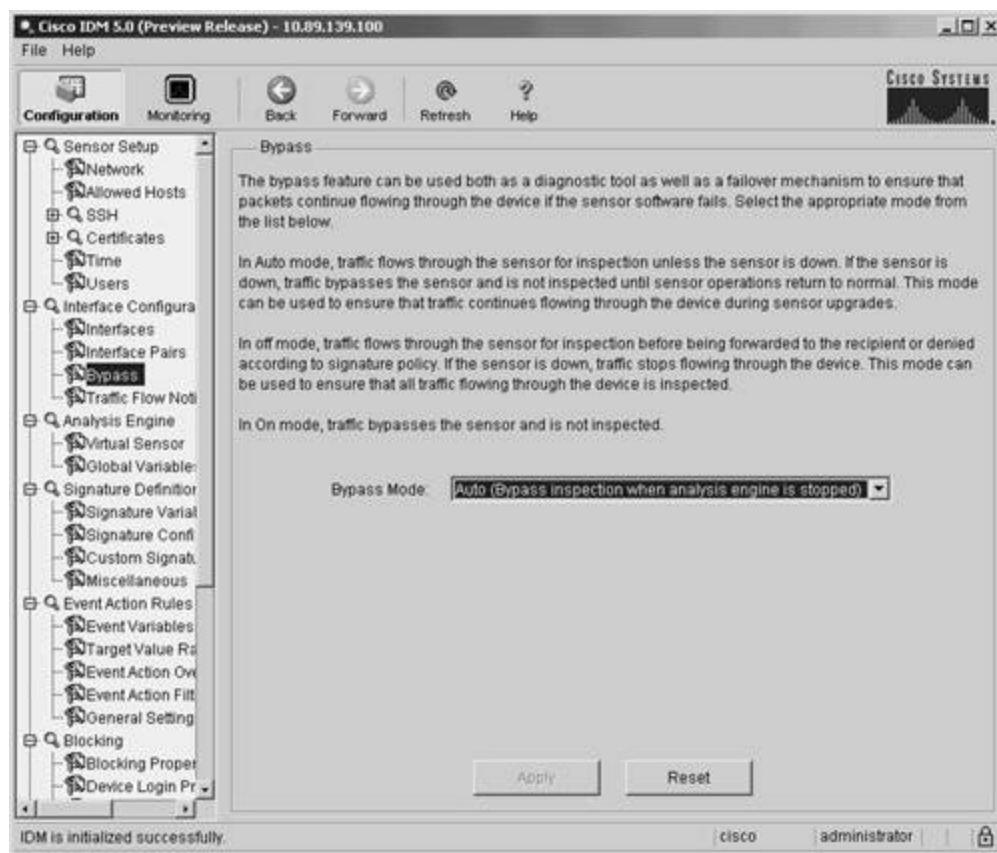 Cisco IDM 5.0 (Preview Release) - 10.89.139.100
File Help
Configuration Monitoring Back Forward Refresh Help
CISCO SYSTEMS
Sensor Setup
Network
Allowed Hosts
SSH
Certificates
Time
Users
Interface Configura
Interfaces
Interface Pairs
Bypass
Traffic Flow Noti
Analysis Engine
Virtual Sensor
Global Variable
Signature Definitior
Signature Varial
Signature Confi
Custom Signatu
Miscellaneous
Event Action Rules
Event Variables
Target Value Ra
Event Action Ove
Event Action Filt
General Setting
Blocking
Blocking Proper
Device Login Pr
Bypass
The bypass feature can be used both as a diagnostic tool as well as a failover mechanism to ensure that
packets continue flowing through the device if the sensor software fails. Select the appropriate mode from
the list below.
In Auto mode, traffic flows through the sensor for inspection unless the sensor is down. If the sensor is
down, traffic bypasses the sensor and is not inspected until sensor operations return to normal. This mode
can be used to ensure that traffic continues flowing through the device during sensor upgrades.
In off mode, traffic flows through the sensor for inspection before being forwarded to the recipient or denied
according to signature policy. If the sensor is down, traffic stops flowing through the device. This mode can
be used to ensure that all traffic flowing through the device is inspected.
In On mode, traffic bypasses the sensor and is not inspected.
Bypass Mode: Auto (Bypass inspection when analysis engine is stopped)
Apply Reset
IDM is initialized successfully. cisco administrator